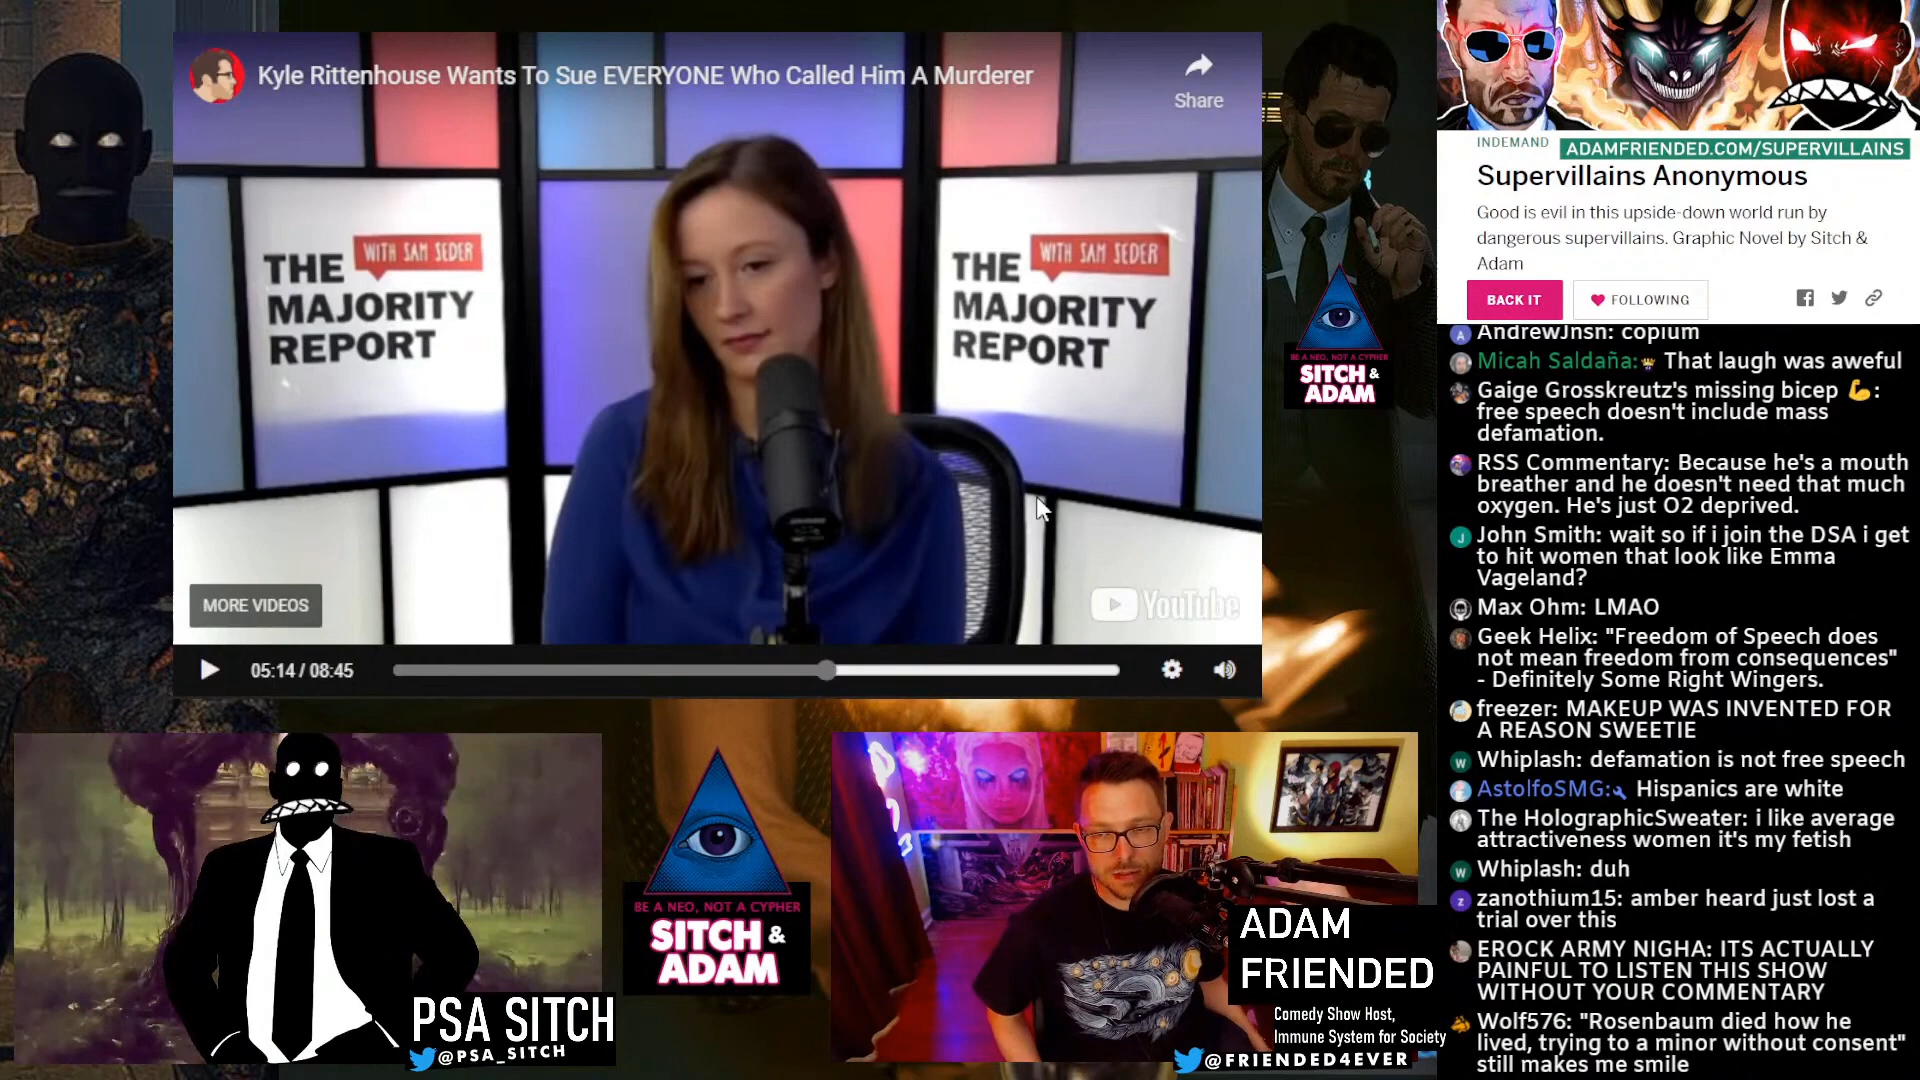 Kyle Rittenhouse Wants To Sue EVERYONE Who Called Him A Murderer
Share
THE
WITH SAM SEDER
MAJORITY
REPORT
THE
WITH SAM SEDER
MAJORITY
REPORT
MORE VIDEOS
YouTube
05:14 / 08:45
BE A NEO, NOT A CYPHER
SITCH &
ADAM
INDEMAND
ADAMFRIENDED.COM/SUPERVILLAINS
Supervillains Anonymous
Good is evil in this upside-down world run by
dangerous supervillains. Graphic Novel by Sitch &
Adam
BACK IT
FOLLOWING
AndrewJnsn: copium
Micah Saldaña: That laugh was aweful
Gaige Grosskreutz's missing bicep 💪:
free speech doesn't include mass
defamation.
RSS Commentary: Because he's a mouth
breather and he doesn't need that much
oxygen. He's just O2 deprived.
John Smith: wait so if i join the DSA i get
to hit women that look like Emma
Vageland?
Max Ohm: LMAO
Geek Helix: "Freedom of Speech does
not mean freedom from consequences"
- Definitely Some Right Wingers.
freezer: MAKEUP WAS INVENTED FOR
A REASON SWEETIE
Whiplash: defamation is not free speech
AstolfoSMG: Hispanics are white
The HolographicSweater: i like average
attractiveness women it's my fetish
Whiplash: duh
zanothium15: amber heard just lost a
trial over this
EROCK ARMY NIGHA: ITS ACTUALLY
PAINFUL TO LISTEN THIS SHOW
WITHOUT YOUR COMMENTARY
Wolf576: "Rosenbaum died how he
lived, trying to a minor without consent"
still makes me smile
PSA SITCH
@PSA_SITCH
BE A NEO, NOT A CYPHER
SITCH &
ADAM
ADAM
FRIENDED
Comedy Show Host,
Immune System for Society
@FRIENDED4EVER